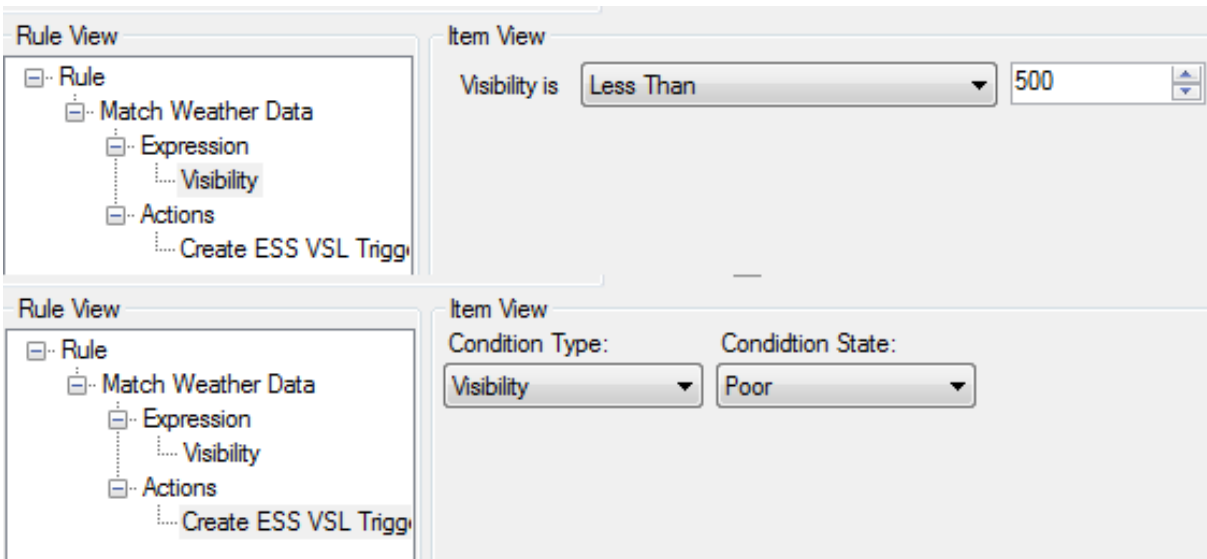 Rule View
Item View
Rule
Match Weather Data
Expression
Visibility
Actions
Create ESS VSL Trigge
Visibility is Less Than 500
Rule View
Item View
Rule
Match Weather Data
Expression
Visibility
Actions
Create ESS VSL Trigge
Condition Type: Condidtion State:
Visibility Poor